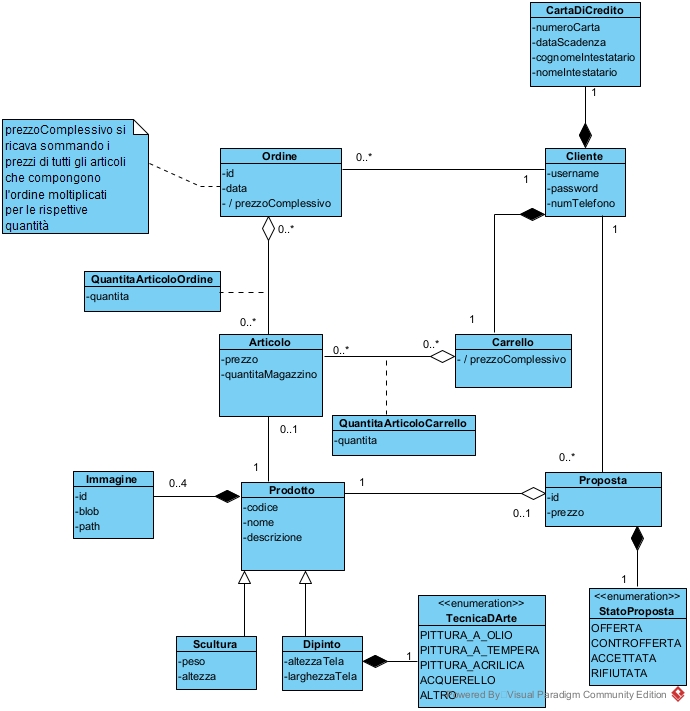 CartaDiCredito
-numeroCarta
-dataScadenza
-cognomeIntestatario
-nomeIntestatario
1
prezzoComplessivo si
ricava sommando i
prezzi di tutti gli articoli
che compongono
l'ordine moltiplicati
per le rispettive
quantità
Ordine
-id
-data
- / prezzoComplessivo
0..*
1
Cliente
-username
-password
-numTelefono
0..*
1
1
QuantitaArticoloOrdine
-quantita
0..*
Articolo
-prezzo
-quantitaMagazzino
0..*
0..*
Carrello
- / prezzoComplessivo
QuantitaArticoloCarrello
-quantita
0..1
1
0..*
Immagine
-id
-blob
-path
0..4
Prodotto
-codice
-nome
-descrizione
1
0..1
Proposta
-id
-prezzo
1
<<enumeration>>
StatoProposta
OFFERTA
CONTROFFERTA
ACCETTATA
RIFIUTATA
<<enumeration>>
TecnicaDArte
PITTURA_A_OLIO
PITTURA_A_TEMPERA
PITTURA_ACRILICA
ACQUERELLO
ALTRO
Scultura
-peso
-altezza
Dipinto
-altezzaTela
-larghezzaTela
1
Powered By Visual Paradigm Community Edition